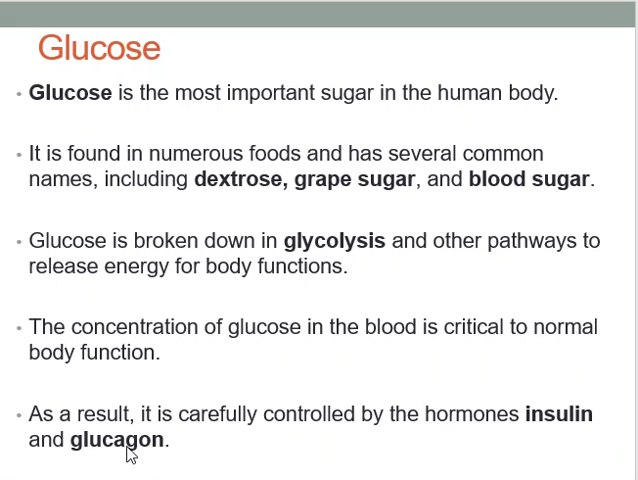 Glucose
• Glucose is the most important sugar in the human body.
• It is found in numerous foods and has several common
names, including dextrose, grape sugar, and blood sugar.
• Glucose is broken down in glycolysis and other pathways to
release energy for body functions.
• The concentration of glucose in the blood is critical to normal
body function.
• As a result, it is carefully controlled by the hormones insulin
and glucagon.